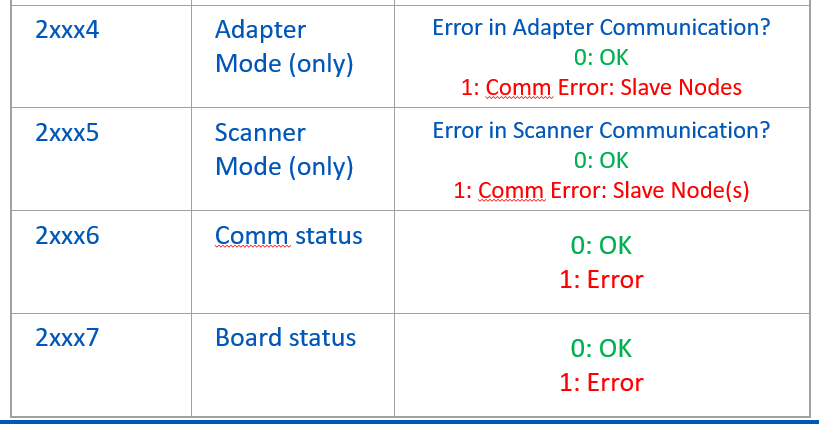 2xxx4
Adapter
Mode (only)
Error in Adapter Communication?
0: OK
1: Comm Error: Slave Nodes
2xxx5
Scanner
Mode (only)
Error in Scanner Communication?
0: OK
1: Comm Error: Slave Node(s)
2xxx6
Comm status
0: OK
1: Error
2xxx7
Board status
0: OK
1: Error